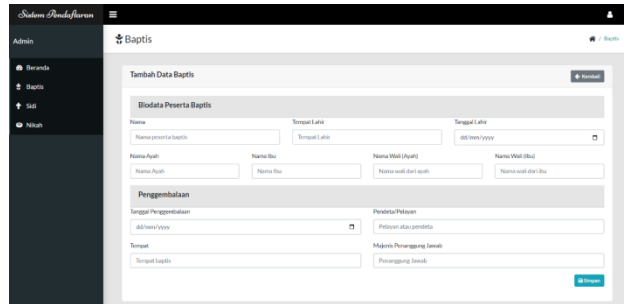 Sistem Pendaftaran
Admin
Baptis
/ Baptis
Beranda
Baptis
Sidi
Nikah
Tambah Data Baptis
Kembali
Biodata Peserta Baptis
Nama
Tempat Lahir
Tanggal Lahir
Nama peserta baptis
Tempat Lahir
dd/mm/yyyy
Nama Ayah
Nama Ibu
Nama Wali (Ayah)
Nama Wali (Ibu)
Nama Ayah
Nama Ibu
Nama wali dari ayah
Nama wali dari ibu
Penggembalaan
Tanggal Penggembalaan
Pendeta/Pelayan
dd/mm/yyyy
Pelayan atau pendeta
Tempat
Majenis Penanggung Jawab
Tempat baptis
Penanggung Jawab
Simpan